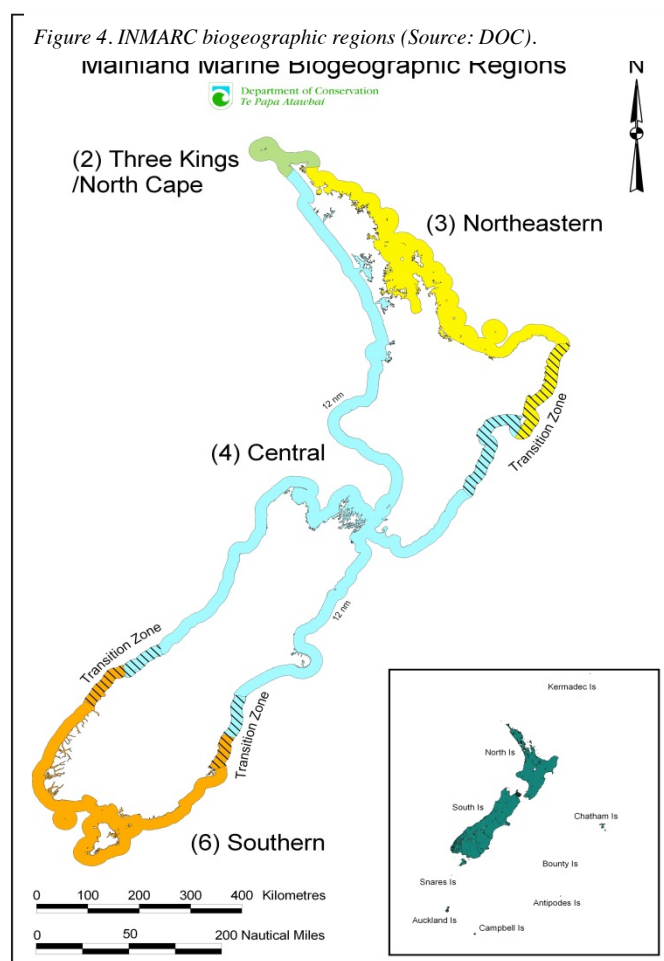 Figure 4. INMARC biogeographic regions (Source: DOC).
Mainland Marine Biogeographic Regions
Department of Conservation
Te Papa Atawbai
N
(2) Three Kings
/North Cape
(3) Northeastern
12 nm
Transition Zone
(4) Central
12 nm
Transition Zone
Transition Zone
(6) Southern
0 100 200 300 400 Kilometres
0 50 200 Nautical Miles
Kermadec Is
North Is
South Is
Chatham Is
Bounty Is
Snares Is
Antipodes Is
Auckland Is
Campbell Is